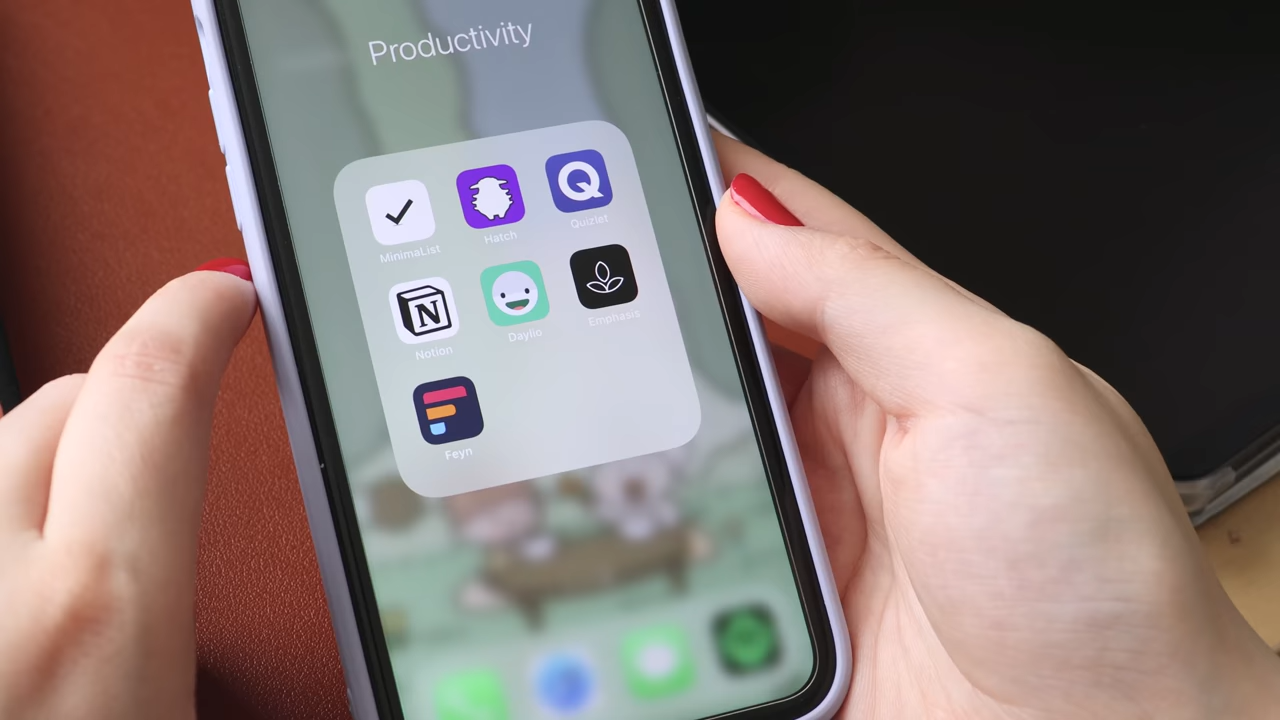 Productivity
MinimaList
Hatch
Quizlet
Notion
Daylio
Emphasis
Feyn